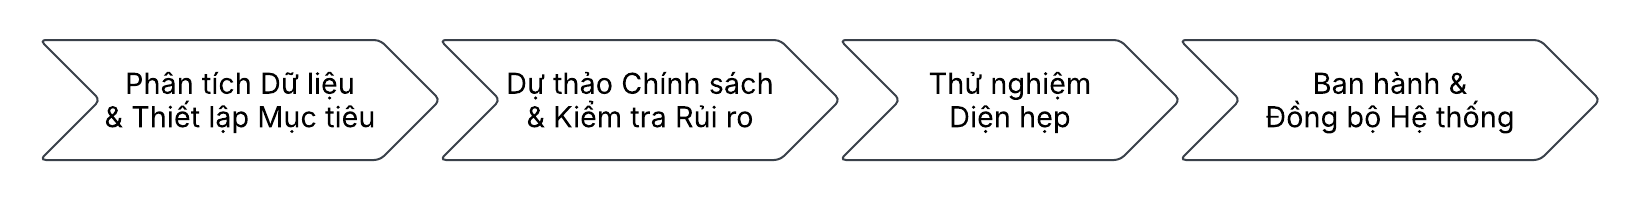 Phân tích Dữ liệu
& Thiết lập Mục tiêu
Dự thảo Chính sách
& Kiểm tra Rủi ro
Thử nghiệm
Diện hẹp
Ban hành &
Đồng bộ Hệ thống